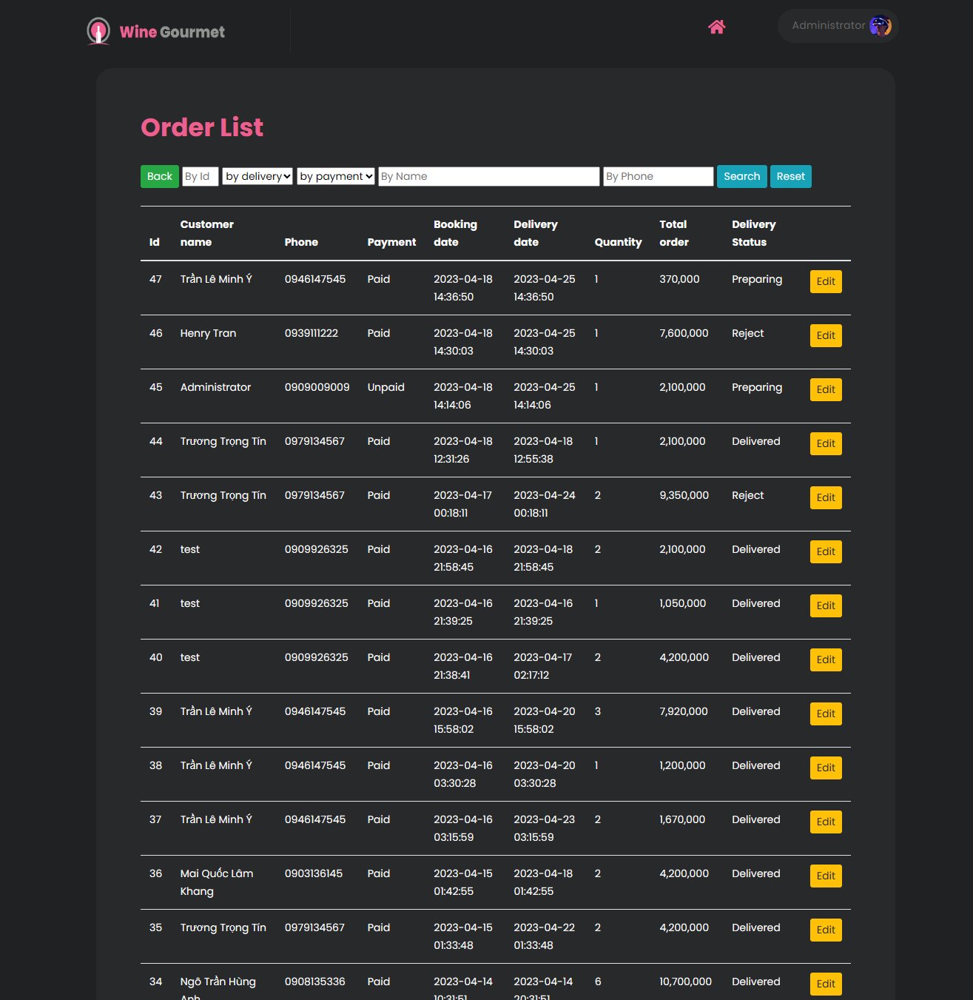 Wine Gourmet
Administrator
Order List
Back By Id by delivery by payment By Name By Phone Search Reset
Id Customer name Phone Payment Booking date Delivery date Quantity Total order Delivery Status
47 Trần Lê Minh Ý 0946147545 Paid 2023-04-18 14:36:50 2023-04-25 14:36:50 1 370,000 Preparing Edit
46 Henry Tran 0939111222 Paid 2023-04-18 14:30:03 2023-04-25 14:30:03 1 7,600,000 Reject Edit
45 Administrator 0909009009 Unpaid 2023-04-18 14:14:06 2023-04-25 14:14:06 1 2,100,000 Preparing Edit
44 Trương Trọng Tín 0979134567 Paid 2023-04-18 12:31:26 2023-04-18 12:55:38 1 2,100,000 Delivered Edit
43 Trương Trọng Tín 0979134567 Paid 2023-04-17 00:18:11 2023-04-24 00:18:11 2 9,350,000 Reject Edit
42 test 0909926325 Paid 2023-04-16 21:58:45 2023-04-18 21:58:45 2 2,100,000 Delivered Edit
41 test 0909926325 Paid 2023-04-16 21:39:25 2023-04-16 21:39:25 1 1,050,000 Delivered Edit
40 test 0909926325 Paid 2023-04-16 21:38:41 2023-04-17 02:17:12 2 4,200,000 Delivered Edit
39 Trần Lê Minh Ý 0946147545 Paid 2023-04-16 15:58:02 2023-04-20 15:58:02 3 7,920,000 Delivered Edit
38 Trần Lê Minh Ý 0946147545 Paid 2023-04-16 03:30:28 2023-04-20 03:30:28 1 1,200,000 Delivered Edit
37 Trần Lê Minh Ý 0946147545 Paid 2023-04-16 03:15:59 2023-04-23 03:15:59 2 1,670,000 Delivered Edit
36 Mai Quốc Lâm Khang 0903136145 Paid 2023-04-15 01:42:55 2023-04-18 01:42:55 2 4,200,000 Delivered Edit
35 Trương Trọng Tín 0979134567 Paid 2023-04-15 01:33:48 2023-04-22 01:33:48 2 4,200,000 Delivered Edit
34 Ngô Trần Hùng Anh 0908135336 Paid 2023-04-14 10:31:51 2023-04-14 20:31:51 6 10,700,000 Delivered Edit